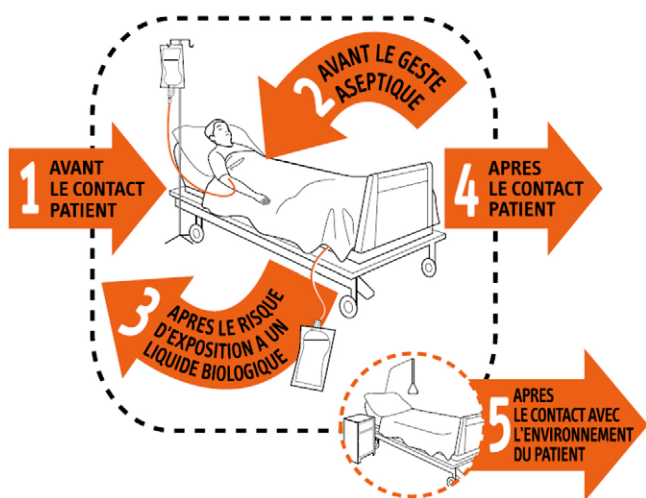 1 AVANT
LE CONTACT
PATIENT
2 AVANT LE GESTE
ASEPTIQUE
3 APRES LE RISQUE
D'EXPOSITION A UN
LIQUIDE BIOLOGIQUE
4 APRES
LE CONTACT
PATIENT
5 APRES
LE CONTACT AVEC
L'ENVIRONNEMENT
DU PATIENT